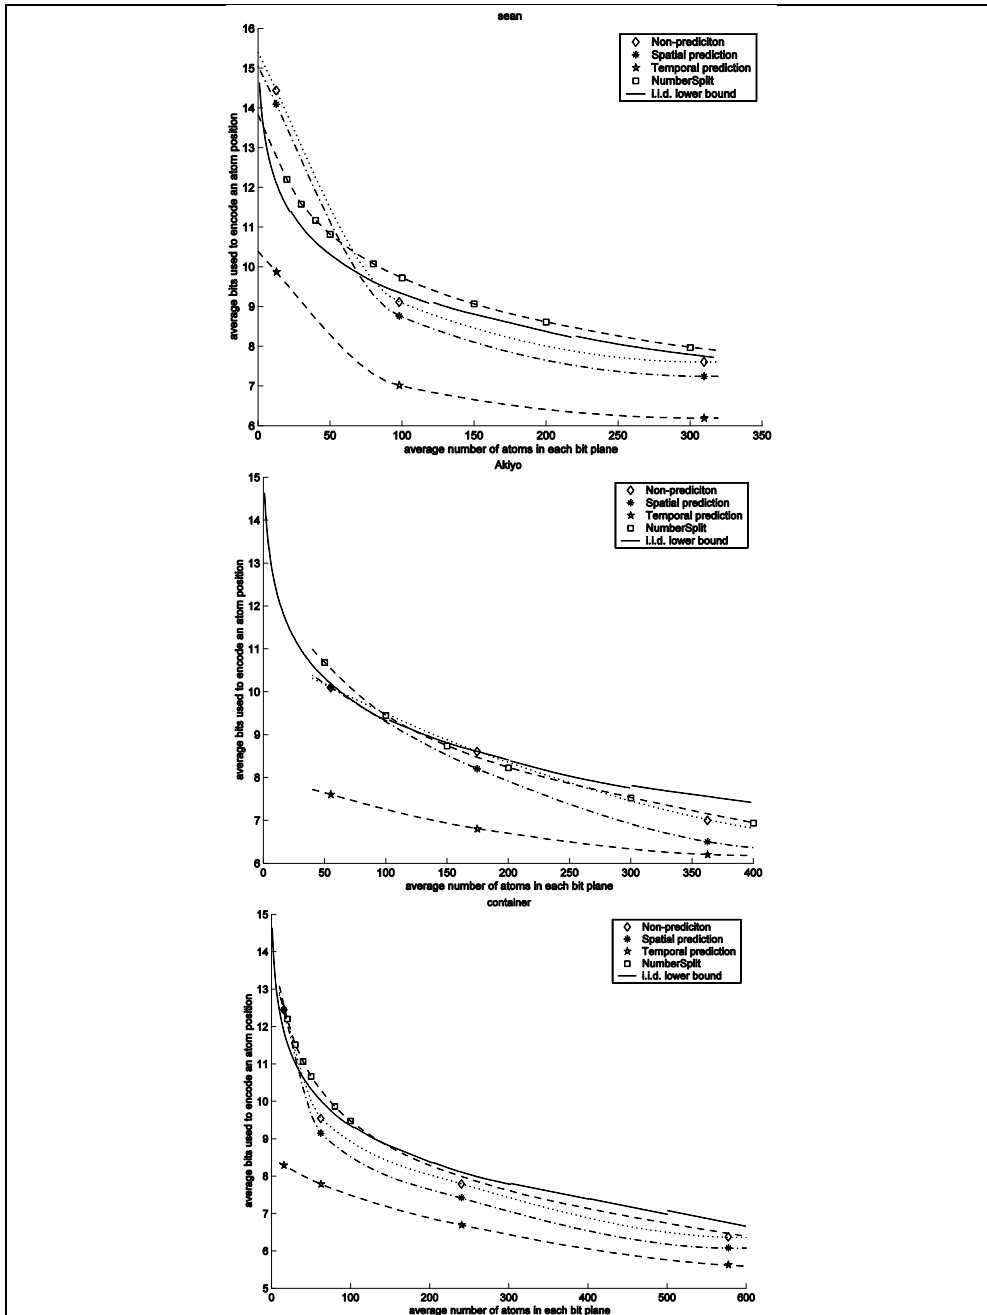 sean
16
15
14
13
12
11
10
9
8
7
6
average bits used to encode an atom position
Non-prediciton
Spatial prediction
Temporal prediction
NumberSplit
i.i.d. lower bound
0 50 100 150 200 250 300 350
average number of atoms in each bit plane
Akiyo
15
14
13
12
11
10
9
8
7
6
average bits used to encode an atom position
Non-prediciton
Spatial prediction
Temporal prediction
NumberSplit
i.i.d. lower bound
0 50 100 150 200 250 300 350 400
average number of atoms in each bit plane
container
15
14
13
12
11
10
9
8
7
6
5
average bits used to encode an atom position
Non-prediciton
Spatial prediction
Temporal prediction
NumberSplit
i.i.d. lower bound
0 100 200 300 400 500 600
average number of atoms in each bit plane